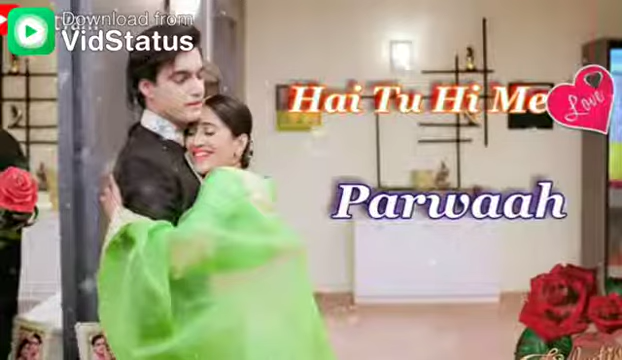 Download from
VidStatus
Hai Tu Hi Me
Love
Parwaah